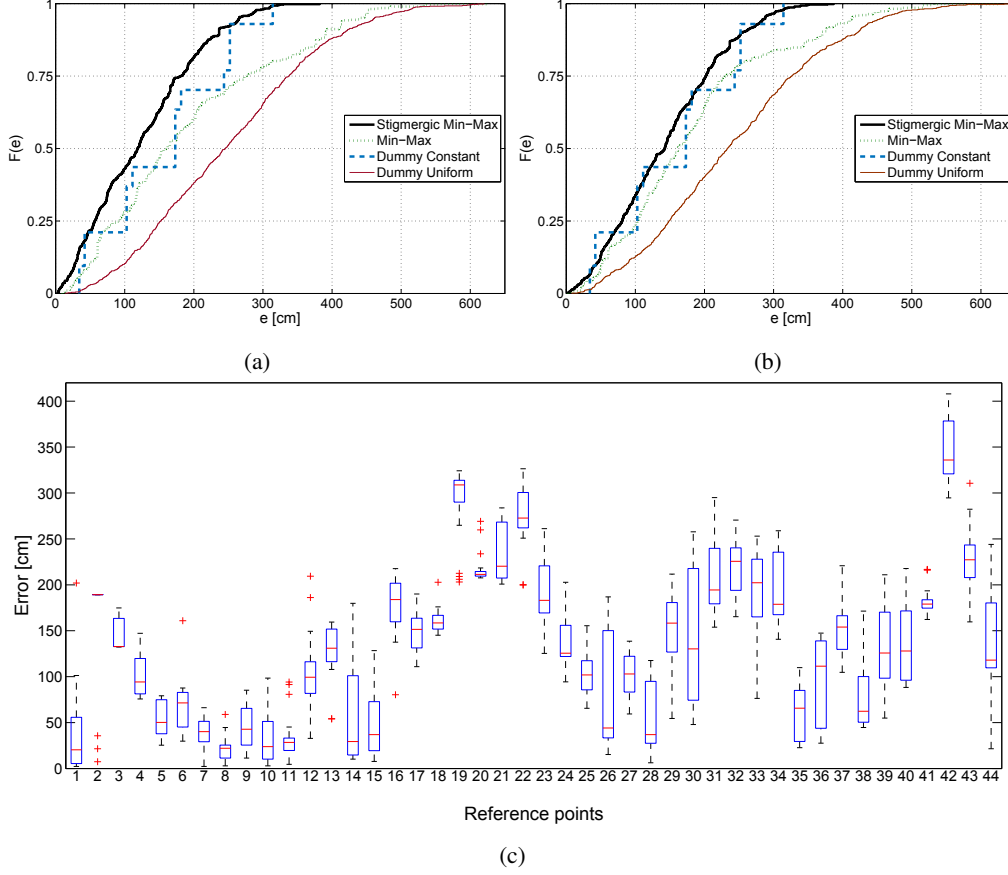 1
0.75
0.5
0.25
0
F(e)
Stigmergic Min−Max
Min−Max
Dummy Constant
Dummy Uniform
0 100 200 300 400 500 600
e [cm]
(a)
1
0.75
0.5
0.25
0
F(e)
Stigmergic Min−Max
Min−Max
Dummy Constant
Dummy Uniform
0 100 200 300 400 500 600
e [cm]
(b)
400
350
300
250
200
150
100
50
0
Error [cm]
1 2 3 4 5 6 7 8 9 10 11 12 13 14 15 16 17 18 19 20 21 22 23 24 25 26 27 28 29 30 31 32 33 34 35 36 37 38 39 40 41 42 43 44
Reference points
(c)